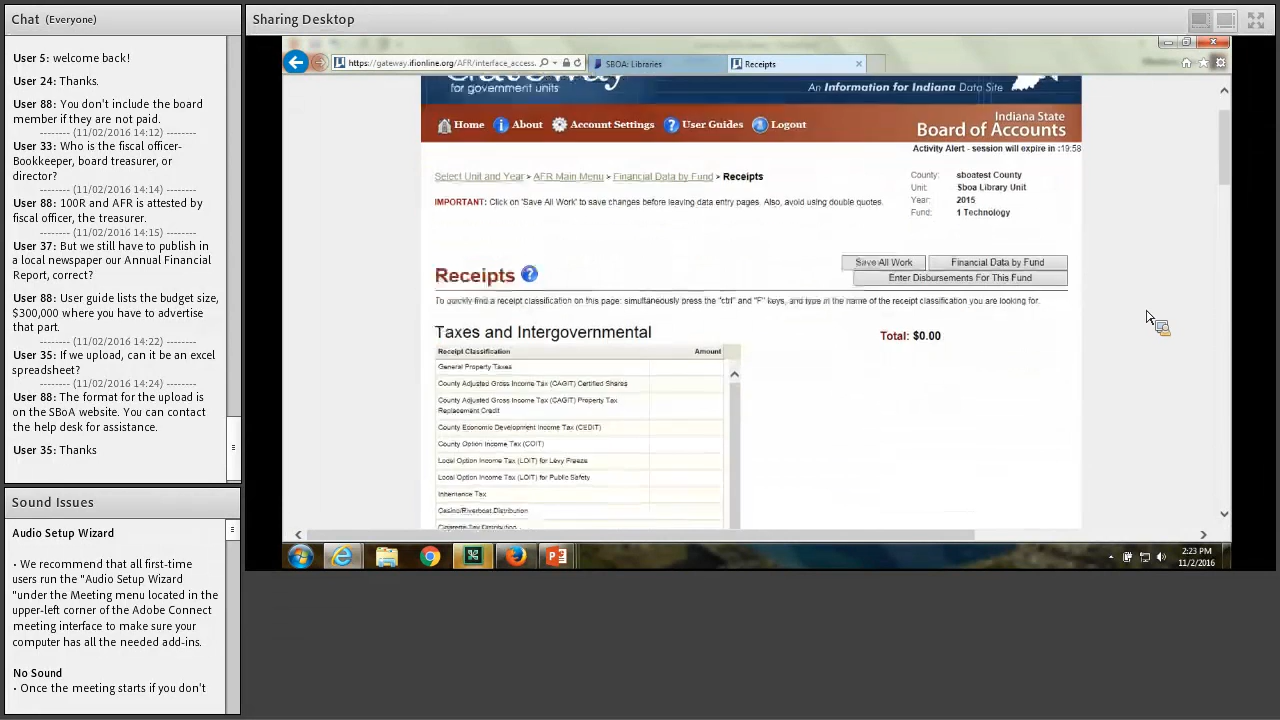 Chat (Everyone)
User 5: welcome back!
User 24: Thanks.
User 88: You don't include the board
member if they are not paid.
-------- (11/02/2016 14:12) --------
User 33: Who is the fiscal officer-
Bookkeeper, board treasurer, or
director?
-------- (11/02/2016 14:14) --------
User 88: 100R and AFR is attested by
fiscal officer, the treasurer.
-------- (11/02/2016 14:15) --------
User 37: But we still have to publish in
a local newspaper our Annual Financial
Report, correct?
User 88: User guide lists the budget size,
$300,000 where you have to advertise
that part.
-------- (11/02/2016 14:22) --------
User 35: If we upload, can it be an excel
spreadsheet?
-------- (11/02/2016 14:24) --------
User 88: The format for the upload is
on the SBoA website. You can contact
the help desk for assistance.
User 35: Thanks
Sound Issues
Audio Setup Wizard
• We recommend that all first-time
users run the "Audio Setup Wizard
"under the Meeting menu located in the
upper-left corner of the Adobe Connect
meeting interface to make sure your
computer has all the needed add-ins.
No Sound
• Once the meeting starts if you don't
Sharing Desktop
https://gateway.ifionline.org/AFR/interface_access.
SBOA: Libraries
Receipts
for government units
An Information for Indiana Data Site
Home
About
Account Settings
User Guides
Logout
Indiana State
Board of Accounts
Activity Alert - session will expire in :19:58
Select Unit and Year > AFR Main Menu > Financial Data by Fund > Receipts
County: sboatest County
Unit: Sboa Library Unit
Year: 2015
Fund: 1 Technology
IMPORTANT: Click on 'Save All Work' to save changes before leaving data entry pages. Also, avoid using double quotes.
Save All Work
Financial Data by Fund
Enter Disbursements For This Fund
Receipts
To quickly find a receipt classification on this page: simultaneously press the "ctrl" and "F" keys, and type in the name of the receipt classification you are looking for.
Taxes and Intergovernmental
Total: $0.00
Receipt Classification Amount
General Property Taxes
County Adjusted Gross Income Tax (CAGIT) Certified Shares
County Adjusted Gross Income Tax (CAGIT) Property Tax
Replacement Credit
County Economic Development Income Tax (CEDIT)
County Option Income Tax (COIT)
Local Option Income Tax (LOIT) for Levy Freeze
Local Option Income Tax (LOIT) for Public Safety
Inheritance Tax
Casino/Riverboat Distribution
Cigarette Tax Distribution
2:23 PM
11/2/2016